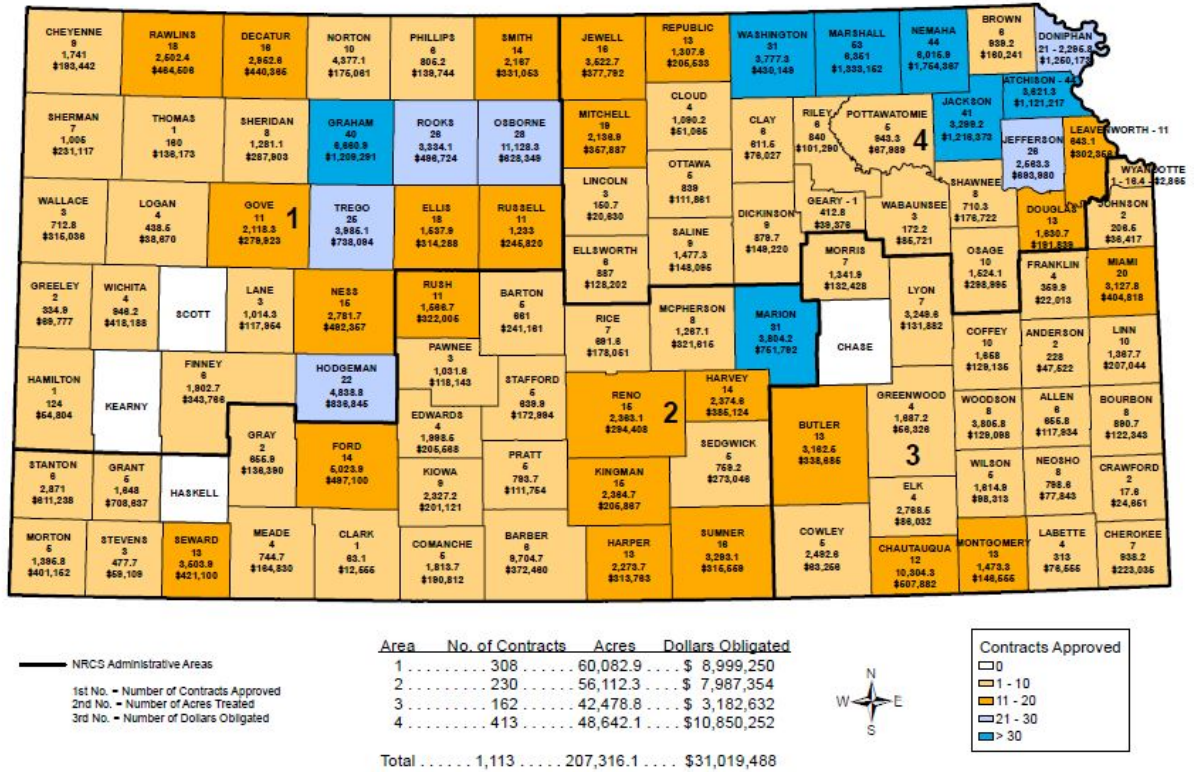 CHEYENNE
9
1,741
$193,442
RAWLINS
18
2,502.4
$464,506
DECATUR
16
2,952.6
$440,365
NORTON
10
4,377.1
$175,061
PHILLIPS
6
805.2
$139,744
SMITH
14
2,167
$331,053
JEWELL
16
3,522.7
$377,792
REPUBLIC
13
1,307.6
$205,533
WASHINGTON
31
3,777.3
$430,149
MARSHALL
53
6,351
$1,333,152
NEMAHA
44
6,015.9
$1,754,367
BROWN
6
939.2
$160,241
DONIPHAN
21 - 2,295.8
$1,250,173
ATCHISON - 44
3,621.3
$1,121,217
SHERMAN
7
1,005
$231,117
THOMAS
1
160
$136,173
SHERIDAN
8
1,281.1
$287,903
GRAHAM
40
6,660.9
$1,209,291
ROOKS
26
3,334.1
$496,724
OSBORNE
28
11,128.3
$628,349
MITCHELL
19
2,136.9
$357,887
CLOUD
4
1,090.2
$51,065
CLAY
6
611.5
$76,027
RILEY
6
840
$101,290
POTTAWATOMIE
5
943.3
$67,989
4
JACKSON
41
3,299.2
$1,216,373
JEFFERSON
26
2,563.3
$693,980
LEAVENWORTH - 11
643.1
$302,356
WYANDOTTE
1 - 16.4 - $2,865
OTTAWA
5
839
$111,861
LINCOLN
3
150.7
$20,630
WALLACE
3
712.8
$315,036
LOGAN
4
438.5
$38,670
GOVE
11
2,118.3
$279,923
1
TREGO
25
3,985.1
$738,094
ELLIS
18
1,537.9
$314,288
RUSSELL
11
1,233
$245,820
ELLSWORTH
6
887
$128,202
SALINE
9
1,477.3
$148,095
DICKINSON
9
879.7
$149,220
GEARY - 1
412.8
$39,376
WABAUNSEE
3
172.2
$85,721
SHAWNEE
8
710.3
$176,722
DOUGLAS
13
1,630.7
$191,839
JOHNSON
2
206.5
$36,417
MORRIS
7
1,341.9
$132,428
OSAGE
10
1,524.1
$298,995
FRANKLIN
4
359.9
$22,013
MIAMI
20
3,127.8
$404,818
GREELEY
2
334.9
$69,777
WICHITA
4
946.2
$418,188
SCOTT
LANE
3
1,014.3
$117,964
NESS
15
2,781.7
$492,357
RUSH
11
1,566.7
$322,005
BARTON
5
661
$241,161
RICE
7
691.6
$178,051
MCPHERSON
8
1,267.1
$321,615
MARION
31
3,804.2
$751,792
CHASE
LYON
7
3,249.6
$131,882
COFFEY
10
1,658
$129,135
ANDERSON
2
228
$47,522
LINN
10
1,367.7
$207,044
HAMILTON
1
124
$54,804
KEARNY
FINNEY
6
1,902.7
$343,766
HODGEMAN
22
4,838.8
$836,845
PAWNEE
3
1,031.6
$118,143
STAFFORD
5
639.9
$172,994
EDWARDS
4
1,998.5
$205,568
RENO
15
2,363.1
$294,408
2
HARVEY
14
2,374.6
$385,124
SEDGWICK
5
759.2
$273,046
BUTLER
13
3,162.5
$338,685
GREENWOOD
4
1,687.2
$56,326
3
WOODSON
8
3,805.8
$129,098
ALLEN
6
655.8
$117,934
BOURBON
8
890.7
$122,343
GRAY
2
655.9
$136,390
FORD
14
5,023.9
$497,100
KIOWA
9
2,327.2
$201,121
PRATT
5
793.7
$111,754
KINGMAN
15
2,364.7
$205,867
STANTON
6
2,871
$611,238
GRANT
5
1,648
$708,637
HASKELL
ELK
4
2,768.5
$86,032
WILSON
5
1,614.9
$98,313
NEOSHO
8
798.6
$77,843
CRAWFORD
2
17.6
$24,651
MORTON
5
1,395.8
$401,152
STEVENS
3
477.7
$59,109
SEWARD
13
3,503.9
$421,100
MEADE
4
744.7
$164,830
CLARK
1
63.1
$12,555
COMANCHE
5
1,813.7
$190,812
BARBER
6
9,704.7
$372,460
HARPER
13
2,273.7
$313,763
SUMNER
16
3,293.1
$315,559
COWLEY
5
2,492.6
$63,256
CHAUTAUQUA
12
10,304.3
$507,882
MONTGOMERY
13
1,473.3
$146,555
LABETTE
4
313
$76,555
CHEROKEE
7
938.2
$223,035
NRCS Administrative Areas
1st No. = Number of Contracts Approved
2nd No. = Number of Acres Treated
3rd No. = Number of Dollars Obligated
Area No. of Contracts Acres Dollars Obligated
1 . . . . . . . . . . 308 . . . . . . 60,082.9 . . . . $ 8,999,250
2 . . . . . . . . . . 230 . . . . . . 56,112.3 . . . . $ 7,987,354
3 . . . . . . . . . . 162 . . . . . . 42,478.8 . . . . $ 3,182,632
4 . . . . . . . . . . 413 . . . . . . 48,642.1 . . . . $10,850,252
Total . . . . . . 1,113 . . . . 207,316.1 . . . . $31,019,488
N
W E
S
Contracts Approved
0
1 - 10
11 - 20
21 - 30
> 30